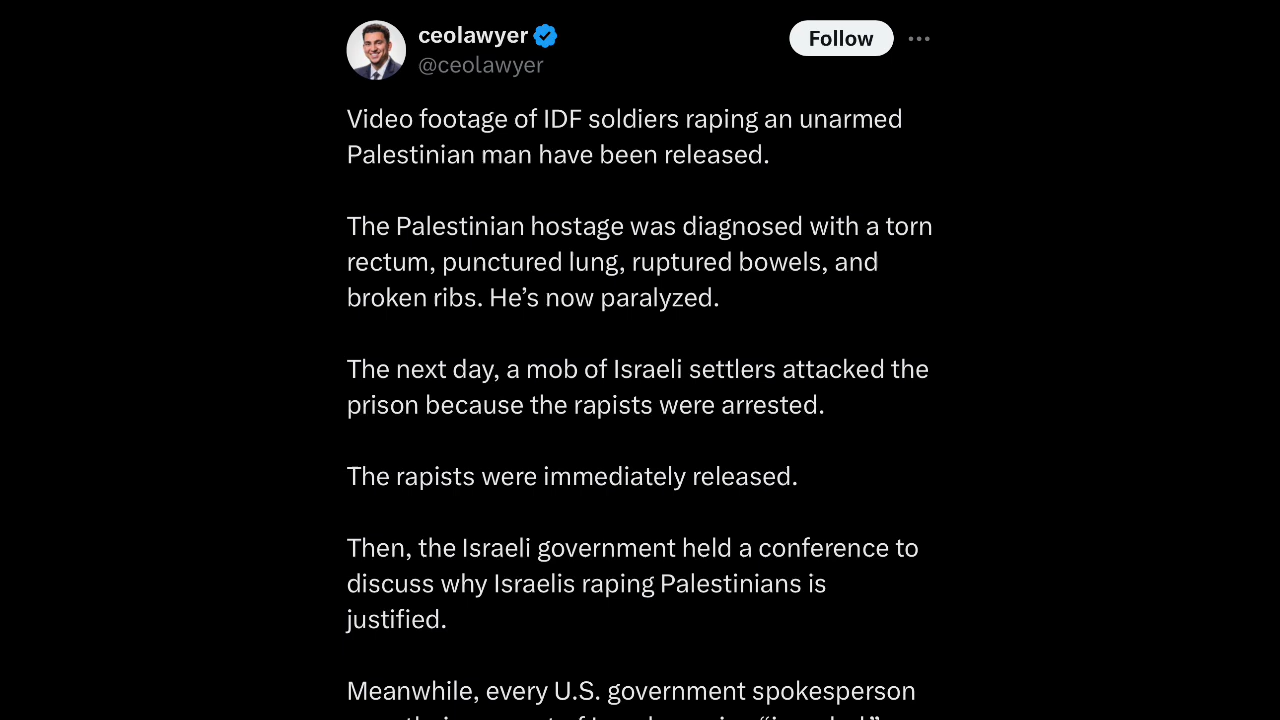 ceolawyer
Follow
@ceolawyer
Video footage of IDF soldiers raping an unarmed
Palestinian man have been released.
The Palestinian hostage was diagnosed with a torn
rectum, punctured lung, ruptured bowels, and
broken ribs. He’s now paralyzed.
The next day, a mob of Israeli settlers attacked the
prison because the rapists were arrested.
The rapists were immediately released.
Then, the Israeli government held a conference to
discuss why Israelis raping Palestinians is
justified.
Meanwhile, every U.S. government spokesperson